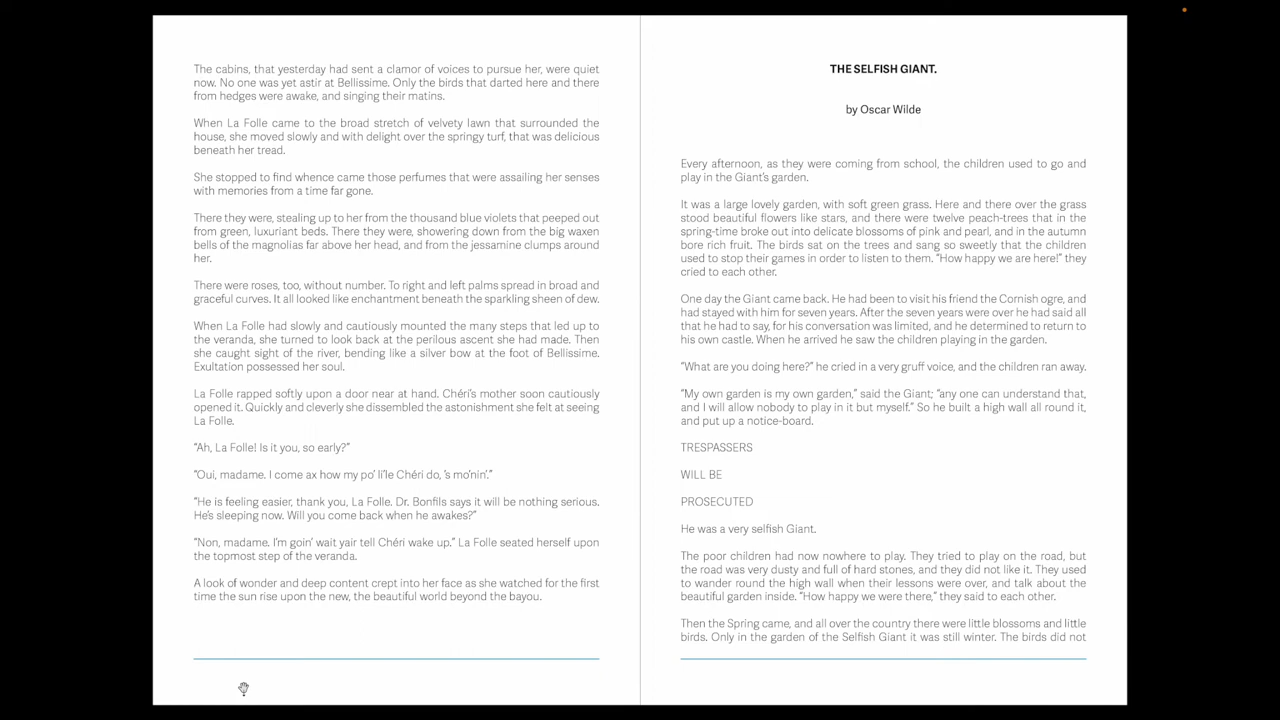 The cabins, that yesterday had sent a clamor of voices to pursue her, were quiet
now. No one was yet astir at Bellissime. Only the birds that darted here and there
from hedges were awake, and singing their matins.
When La Folle came to the broad stretch of velvety lawn that surrounded the
house, she moved slowly and with delight over the springy turf, that was delicious
beneath her tread.
She stopped to find whence came those perfumes that were assailing her senses
with memories from a time far gone.
There they were, stealing up to her from the thousand blue violets that peeped out
from green, luxuriant beds. There they were, showering down from the big waxen
bells of the magnolias far above her head, and from the jessamine clumps around
her.
There were roses, too, without number. To right and left palms spread in broad and
graceful curves. It all looked like enchantment beneath the sparkling sheen of dew.
When La Folle had slowly and cautiously mounted the many steps that led up to
the veranda, she turned to look back at the perilous ascent she had made. Then
she caught sight of the river, bending like a silver bow at the foot of Bellissime.
Exultation possessed her soul.
La Folle rapped softly upon a door near at hand. Chéri's mother soon cautiously
opened it. Quickly and cleverly she dissembled the astonishment she felt at seeing
La Folle.
"Ah, La Folle! Is it you, so early?"
"Oui, madame. I come ax how my po' li'le Chéri do, 's mo'nin'."
"He is feeling easier, thank you, La Folle. Dr. Bonfils says it will be nothing serious.
He's sleeping now. Will you come back when he awakes?"
"Non, madame. I'm goin' wait yair tell Chéri wake up." La Folle seated herself upon
the topmost step of the veranda.
A look of wonder and deep content crept into her face as she watched for the first
time the sun rise upon the new, the beautiful world beyond the bayou.
THE SELFISH GIANT.
by Oscar Wilde
Every afternoon, as they were coming from school, the children used to go and
play in the Giant's garden.
It was a large lovely garden, with soft green grass. Here and there over the grass
stood beautiful flowers like stars, and there were twelve peach-trees that in the
spring-time broke out into delicate blossoms of pink and pearl, and in the autumn
bore rich fruit. The birds sat on the trees and sang so sweetly that the children
used to stop their games in order to listen to them. "How happy we are here!" they
cried to each other.
One day the Giant came back. He had been to visit his friend the Cornish ogre, and
had stayed with him for seven years. After the seven years were over he had said all
that he had to say, for his conversation was limited, and he determined to return to
his own castle. When he arrived he saw the children playing in the garden.
"What are you doing here?" he cried in a very gruff voice, and the children ran away.
"My own garden is my own garden," said the Giant; "any one can understand that,
and I will allow nobody to play in it but myself." So he built a high wall all round it,
and put up a notice-board.
TRESPASSERS
WILL BE
PROSECUTED
He was a very selfish Giant.
The poor children had now nowhere to play. They tried to play on the road, but
the road was very dusty and full of hard stones, and they did not like it. They used
to wander round the high wall when their lessons were over, and talk about the
beautiful garden inside. "How happy we were there," they said to each other.
Then the Spring came, and all over the country there were little blossoms and little
birds. Only in the garden of the Selfish Giant it was still winter. The birds did not